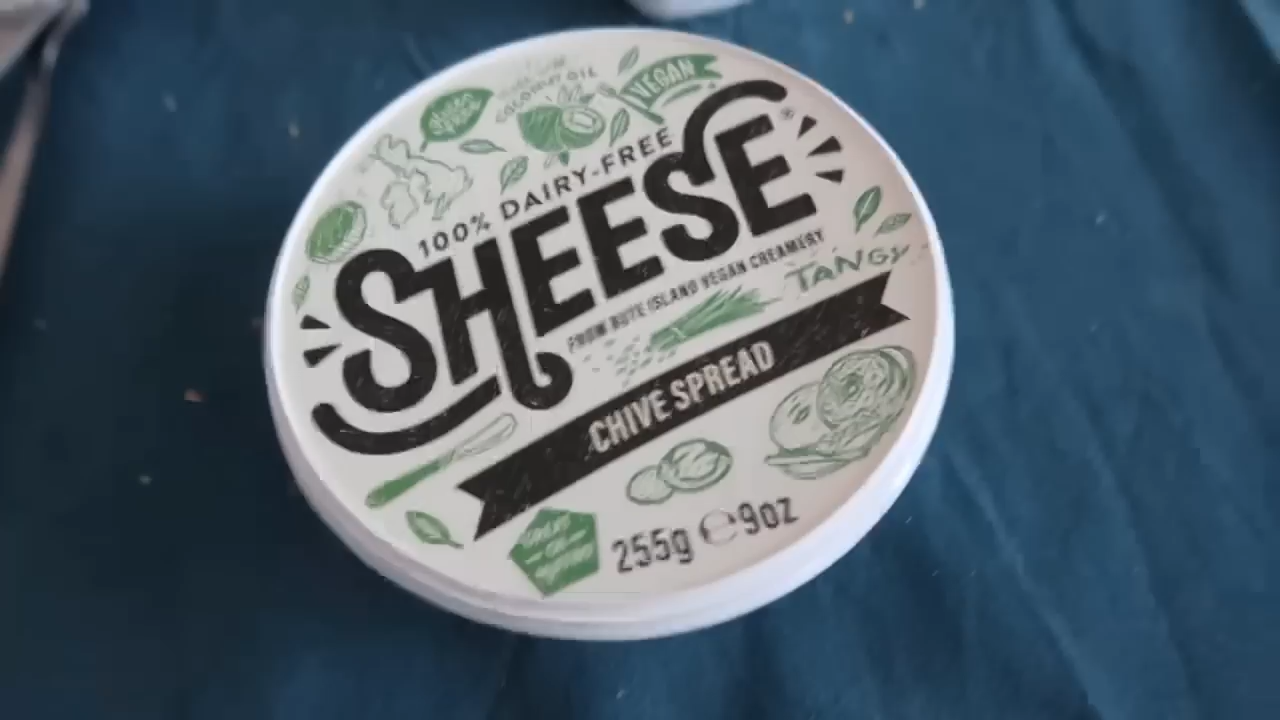 COCONUT OIL
VEGAN
100% DAIRY-FREE
SHEESE®
FROM BUTE ISLAND VEGAN CREAMERY
TANGY
CHIVE SPREAD
255g ℮ 9oz